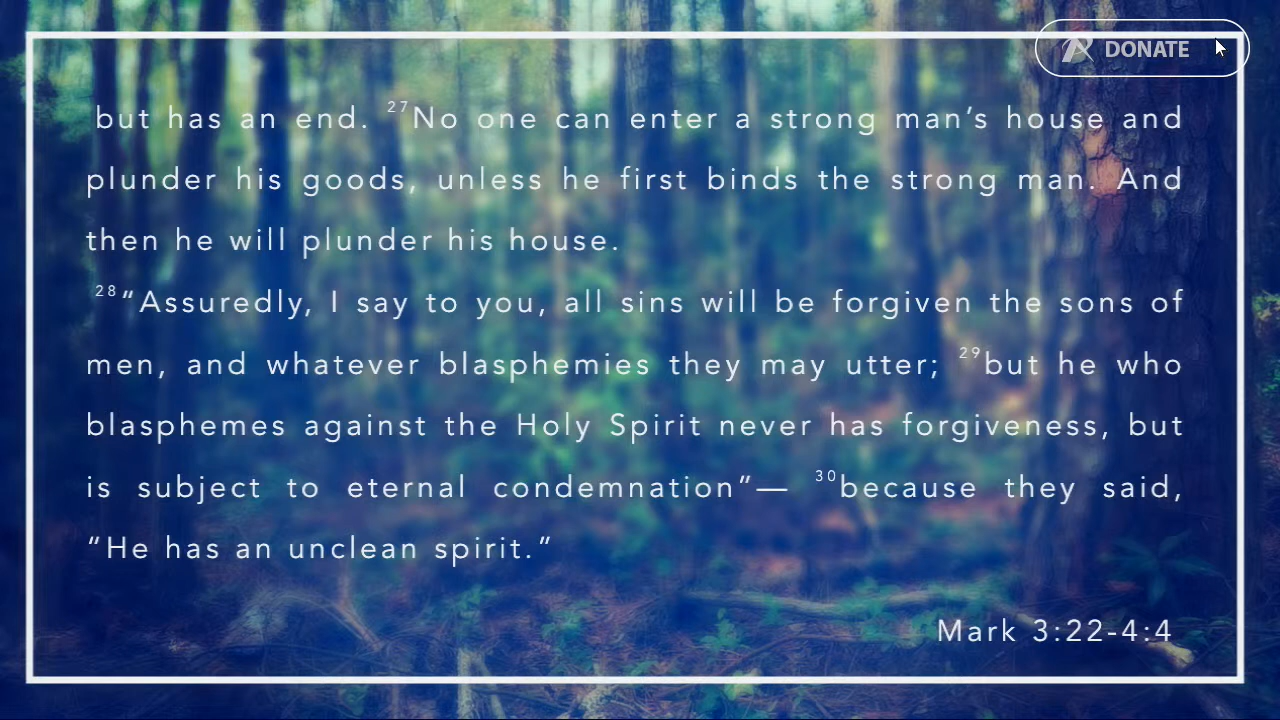 DONATE
but has an end. 27No one can enter a strong man’s house and
plunder his goods, unless he first binds the strong man. And
then he will plunder his house.
28“Assuredly, I say to you, all sins will be forgiven the sons of
men, and whatever blasphemies they may utter; 29but he who
blasphemes against the Holy Spirit never has forgiveness, but
is subject to eternal condemnation”— 30because they said,
“He has an unclean spirit.”
Mark 3:22-4:4